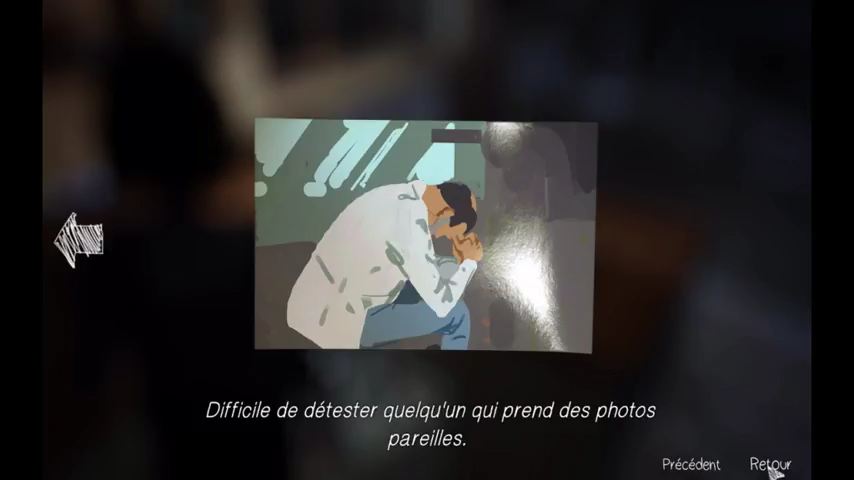 Difficile de détester quelqu'un qui prend des photos
pareilles.
Précédent Retour